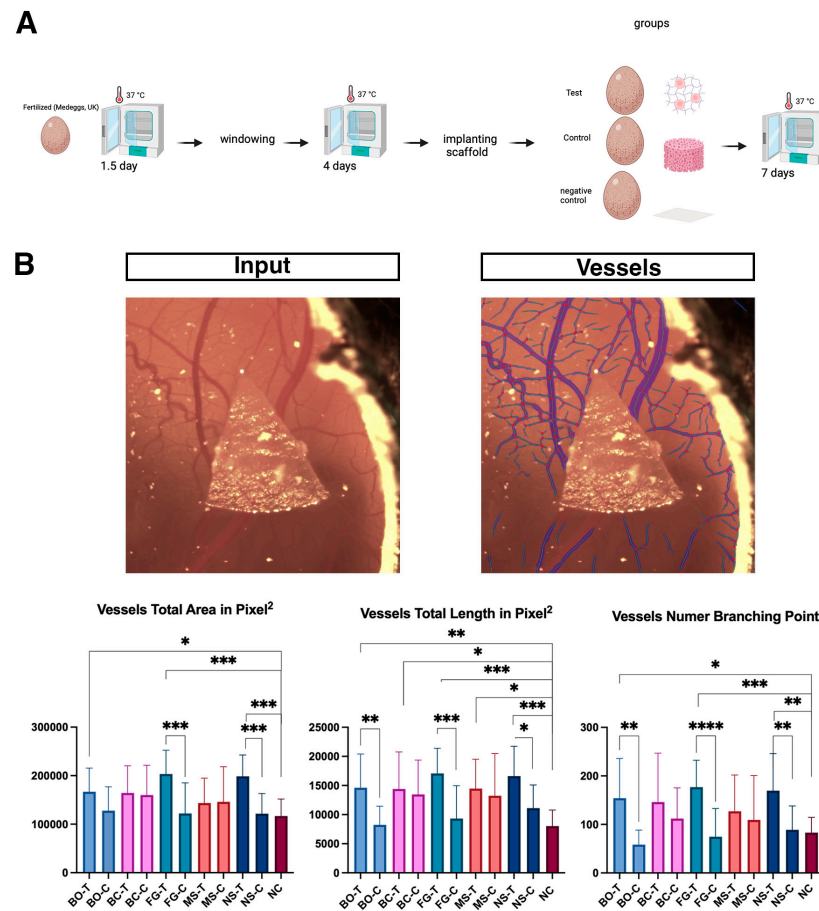 A
groups
37 °C
37 °C
37 °C
Fertilized (Medeggs, UK)
Test
windowing
implanting
scaffold
Control
1.5 day
4 days
7 days
negative
control
B
Input
Vessels
Vessels Total Area in Pixel²
*
***
***
***
***
300000
200000
100000
0
BO-T
BO-C
BC-T
BC-C
FG-T
FG-C
MS-T
MS-C
NS-T
NS-C
NC
Vessels Total Length in Pixel²
**
*
***
*
***
**
***
*
25000
20000
15000
10000
5000
0
BO-T
BO-C
BC-T
BC-C
FG-T
FG-C
MS-T
MS-C
NS-T
NS-C
NC
Vessels Numer Branching Point
*
***
**
**
****
**
300
200
100
0
BO-T
BO-C
BC-T
BC-C
FG-T
FG-C
MS-T
MS-C
NS-T
NS-C
NC